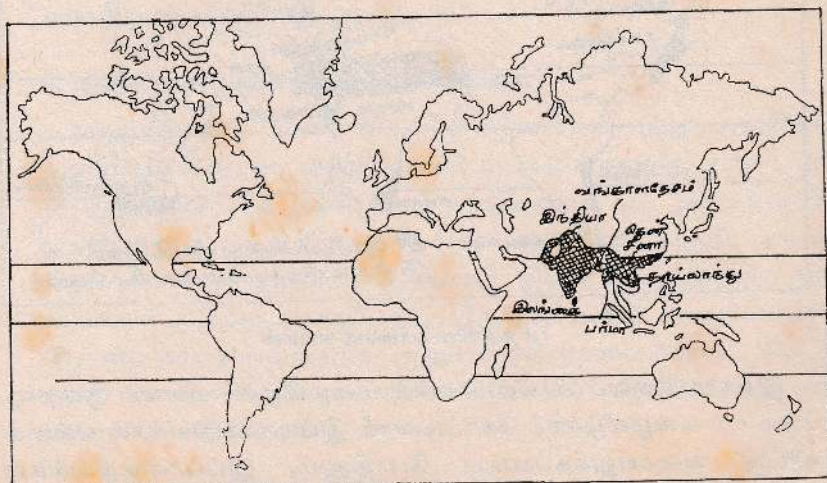 வங்காளதேசம்
இந்தியா
தென்
சீனா
தாய்லாந்து
இலங்கை
பர்மா